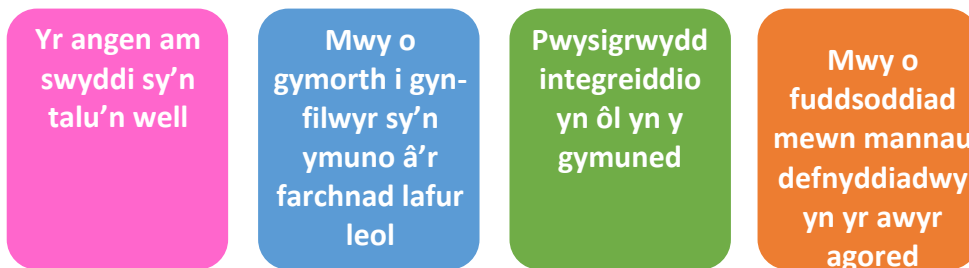 Yr angen am
swyddi sy'n
talu'n well
Mwy o
gymorth i gyn-
filwyr sy'n
ymuno â'r
farchnad lafur
leol
Pwysigrwydd
integreiddio
yn ôl yn y
gymuned
Mwy o
fuddsoddiad
mewn mannau
defnyddiadwy
yn yr awyr
agored